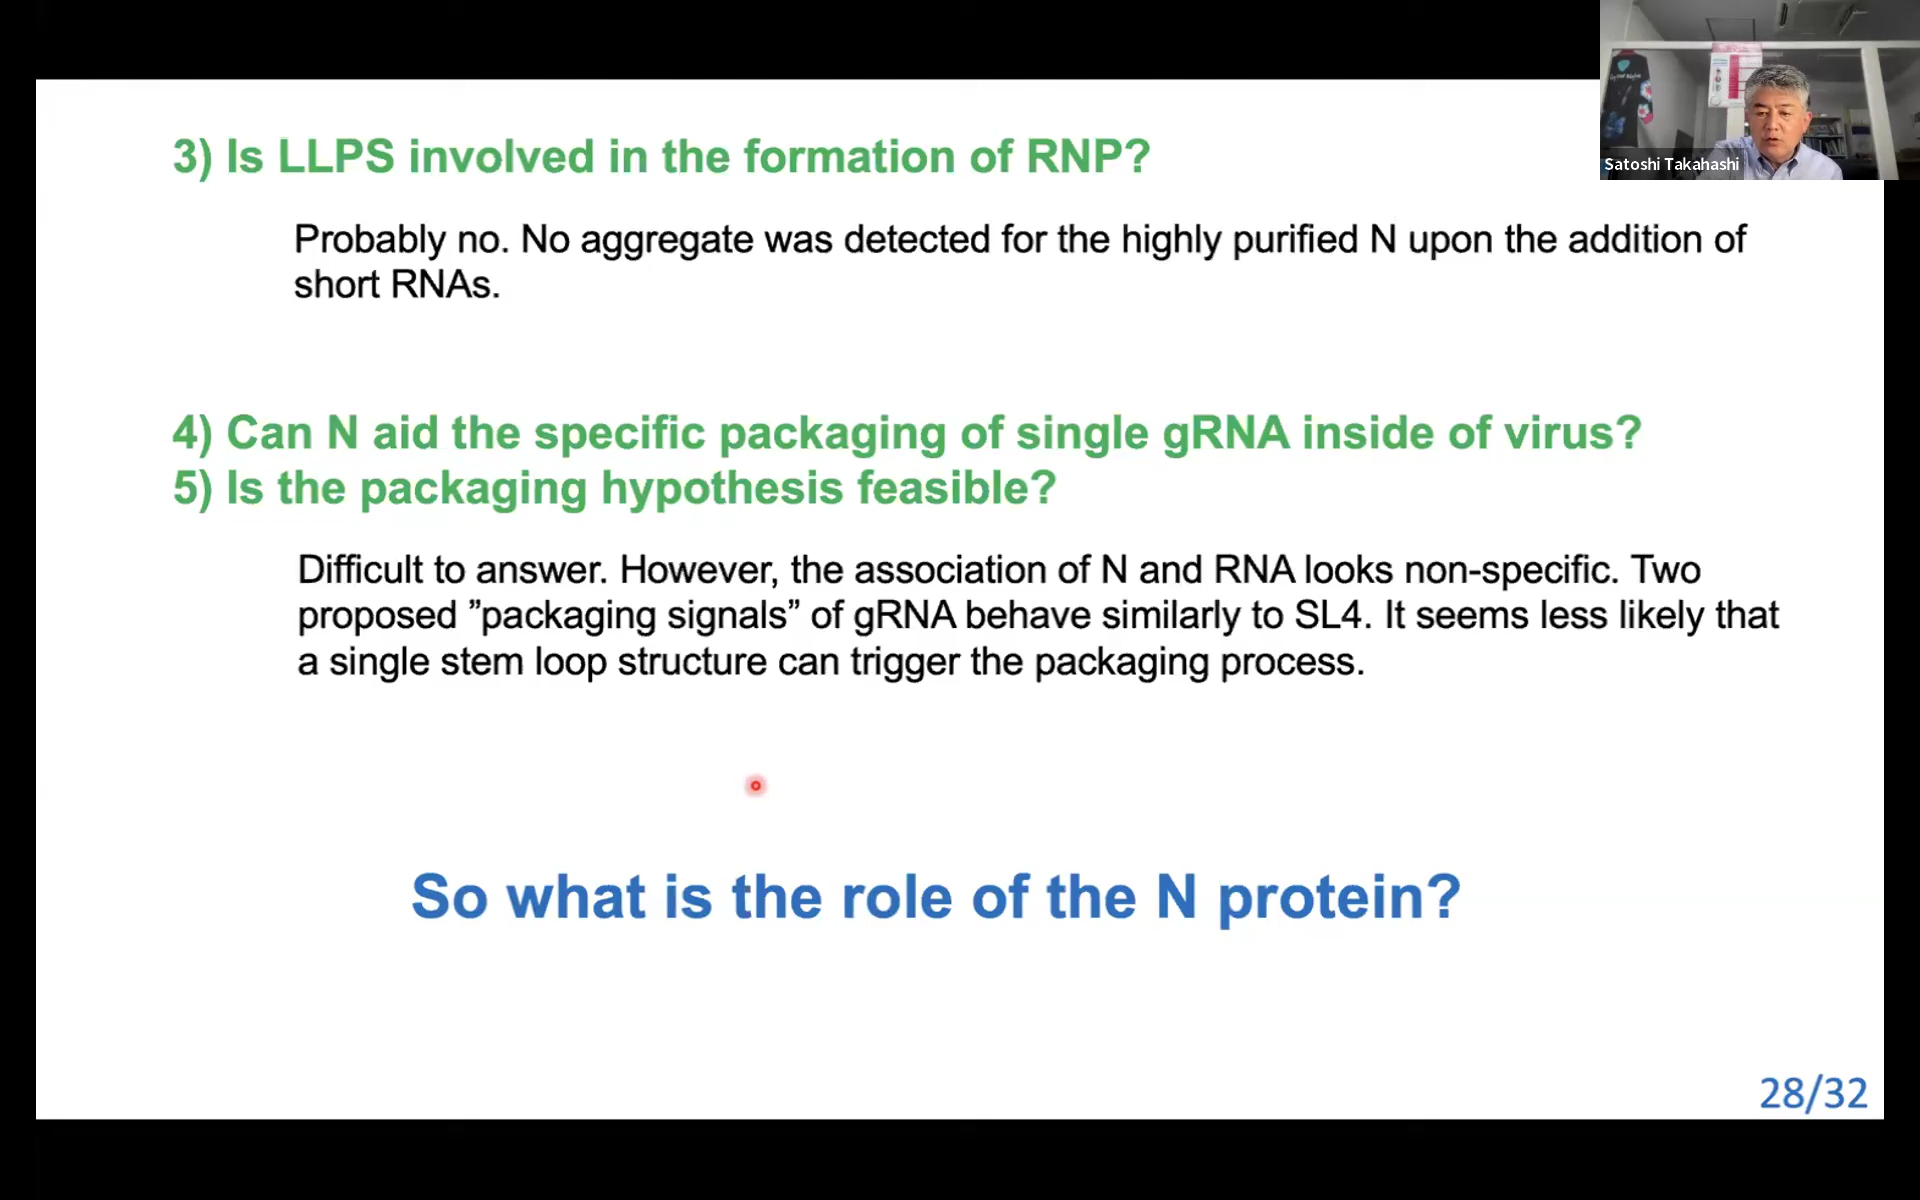 3) Is LLPS involved in the formation of RNP?
Satoshi Takahashi
Probably no. No aggregate was detected for the highly purified N upon the addition of
short RNAs.
4) Can N aid the specific packaging of single gRNA inside of virus?
5) Is the packaging hypothesis feasible?
Difficult to answer. However, the association of N and RNA looks non-specific. Two
proposed ”packaging signals” of gRNA behave similarly to SL4. It seems less likely that
a single stem loop structure can trigger the packaging process.
So what is the role of the N protein?
28/32